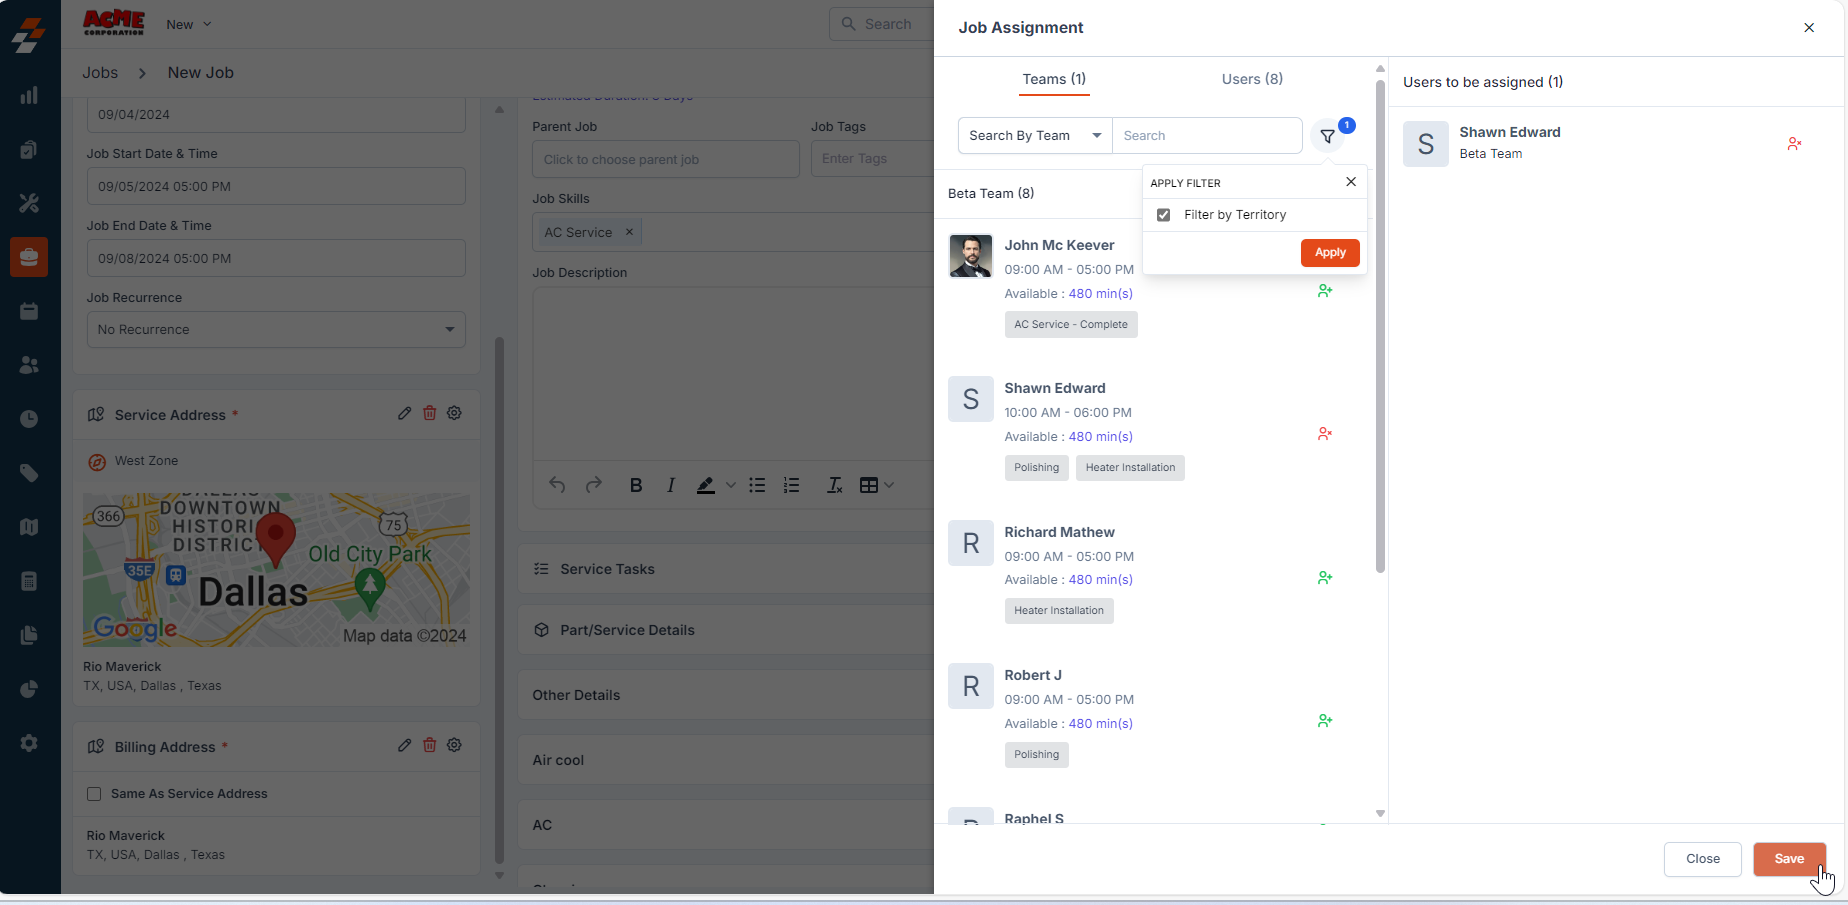 ACME
CORPORATION
New
Search
Jobs
New Job
09/04/2024
Job Start Date & Time
09/05/2024 05:00 PM
Job End Date & Time
09/08/2024 05:00 PM
Job Recurrence
No Recurrence
Service Address *
West Zone
366
DOWNTOWN
HISTORIC
DISTRICT
75
Old City Park
35E
Dallas
Google
Map data ©2024
Rio Maverick
TX, USA, Dallas , Texas
Billing Address *
Same As Service Address
Rio Maverick
TX, USA, Dallas , Texas
Parent Job
Job Tags
Click to choose parent job
Enter Tags
Job Skills
AC Service ×
Job Description
B I
Service Tasks
Part/Service Details
Other Details
Air cool
AC
Job Assignment
Teams (1)
Users (8)
Search By Team
Search
1
APPLY FILTER
Filter by Territory
Apply
Beta Team (8)
John Mc Keever
09:00 AM - 05:00 PM
Available : 480 min(s)
AC Service - Complete
S
Shawn Edward
10:00 AM - 06:00 PM
Available : 480 min(s)
Polishing
Heater Installation
R
Richard Mathew
09:00 AM - 05:00 PM
Available : 480 min(s)
Heater Installation
R
Robert J
09:00 AM - 05:00 PM
Available : 480 min(s)
Polishing
Raphel S
Users to be assigned (1)
S
Shawn Edward
Beta Team
Close
Save